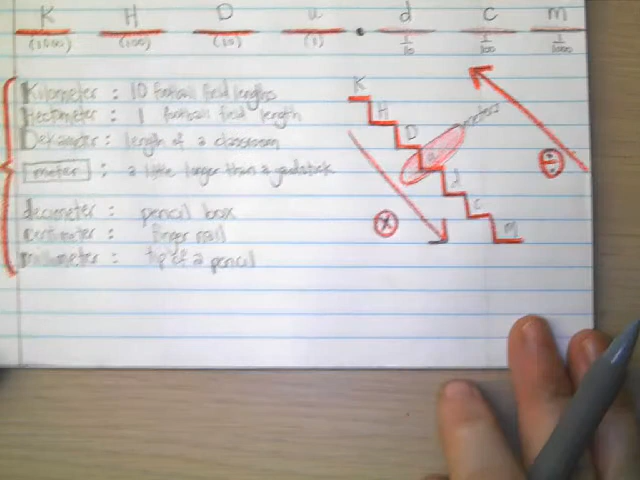 K H D u d c m
(1000) (100) (10) (1) 1/10 1/100 1/1000
Kilometer : 10 football field lengths
Hectometer : 1 football field length
Dekameter : length of a classroom
meter : a little longer than a yardstick
decimeter : pencil box
centimeter : finger nail
millimeter : tip of a pencil
K
H
D
meters
d
c
m